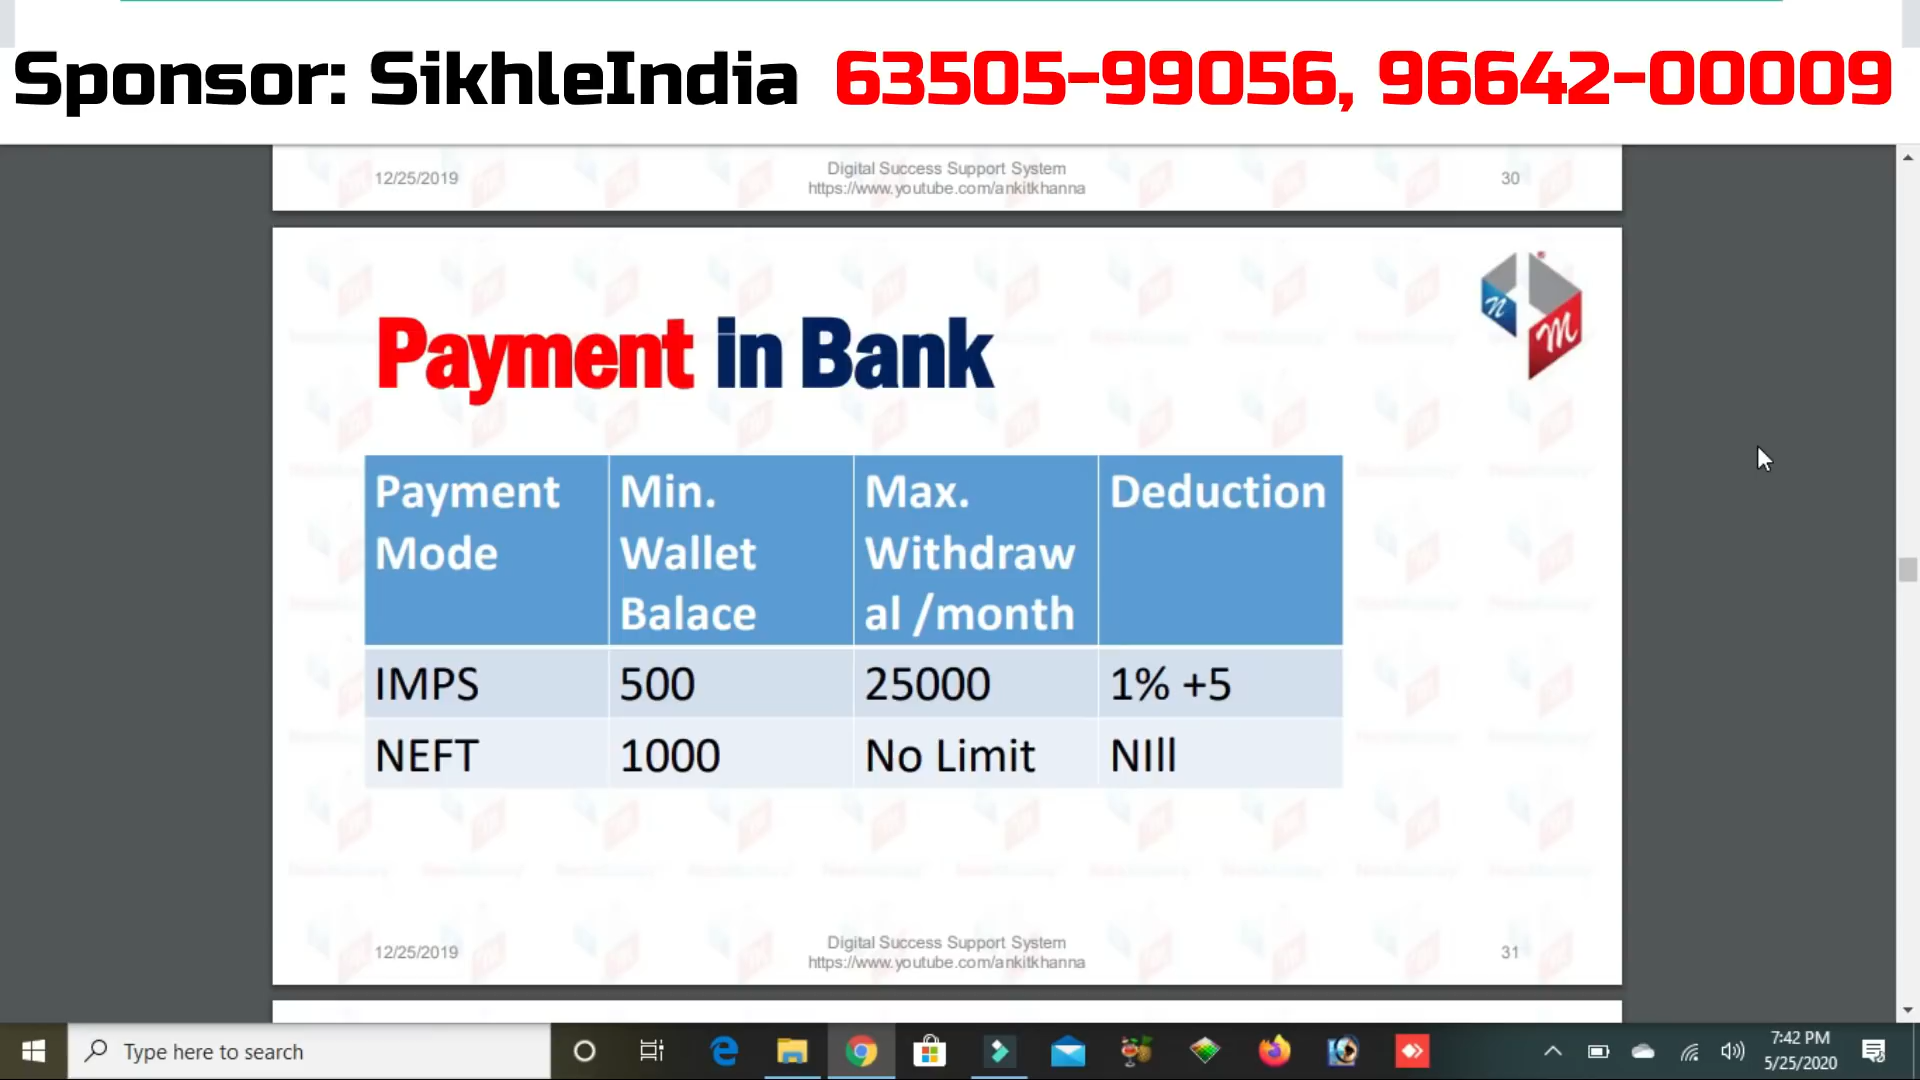 Sponsor: SikhleIndia 63505-99056, 96642-00009
12/25/2019
Digital Success Support System
https://www.youtube.com/ankitkhanna
30
Payment in Bank
n
m
Payment Mode
Min. Wallet Balace
Max. Withdraw al /month
Deduction
IMPS 500 25000 1% +5
NEFT 1000 No Limit NIll
12/25/2019
Digital Success Support System
https://www.youtube.com/ankitkhanna
31
Type here to search
7:42 PM
5/25/2020